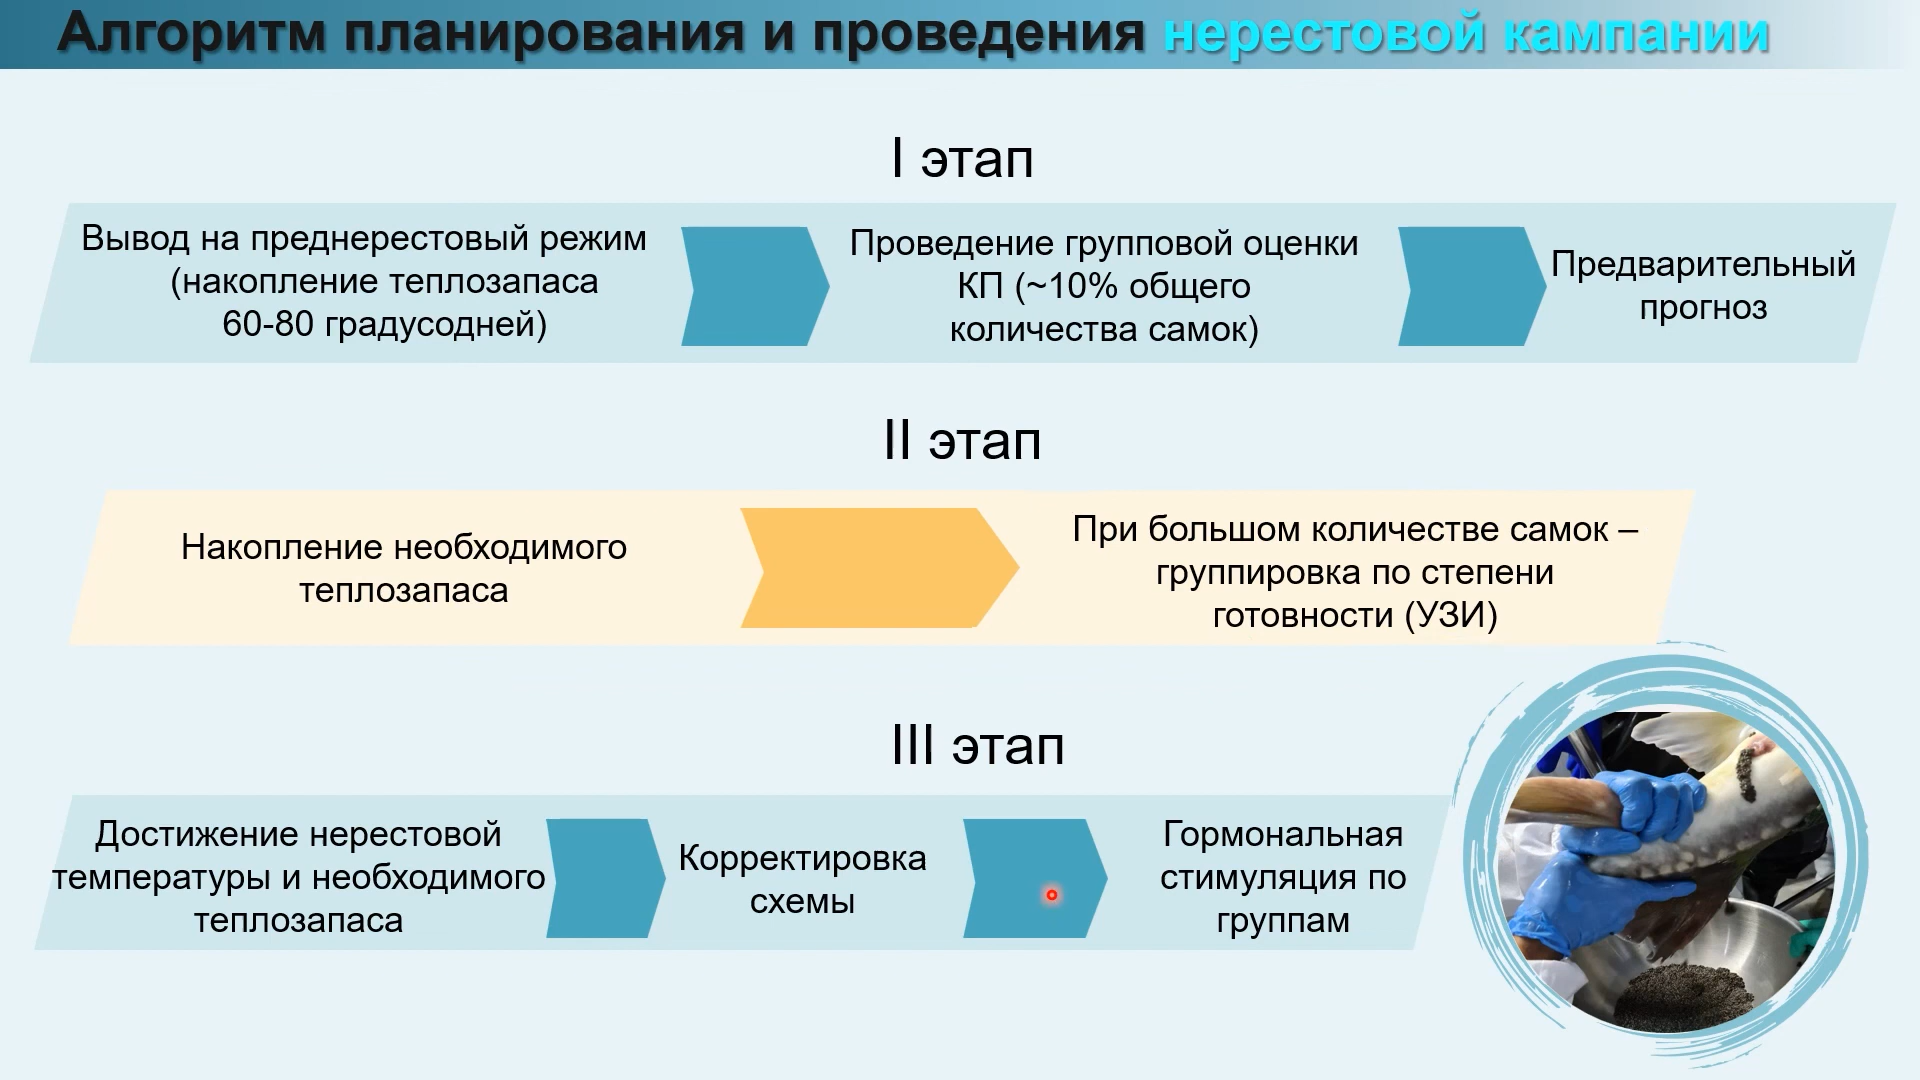 Алгоритм планирования и проведения нерестовой кампании
I этап
Вывод на преднерестовый режим
(накопление теплозапаса
60-80 градусодней)
Проведение групповой оценки
КП (~10% общего
количества самок)
Предварительный
прогноз
II этап
Накопление необходимого
теплозапаса
При большом количестве самок –
группировка по степени
готовности (УЗИ)
III этап
Достижение нерестовой
температуры и необходимого
теплозапаса
Корректировка
схемы
Гормональная
стимуляция по
группам